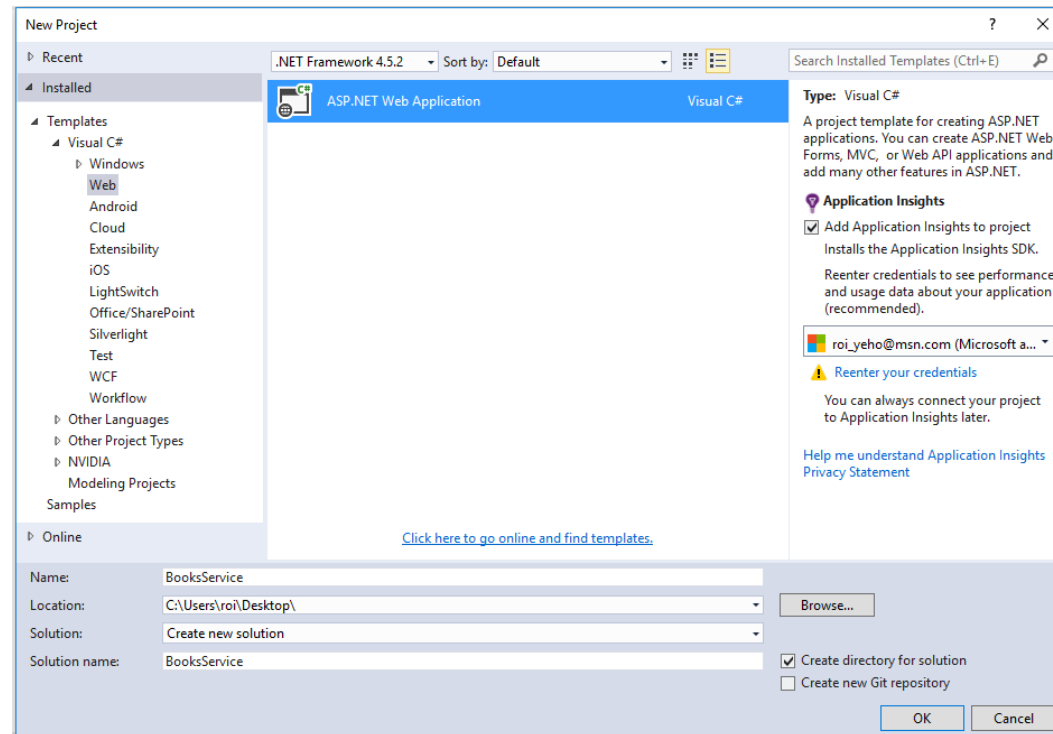 New Project
?
Recent
.NET Framework 4.5.2
Sort by:
Default
Search Installed Templates (Ctrl+E)
Installed
Templates
Visual C#
Windows
Web
Android
Cloud
Extensibility
iOS
LightSwitch
Office/SharePoint
Silverlight
Test
WCF
Workflow
Other Languages
Other Project Types
NVIDIA
Modeling Projects
Samples
Online
C#
ASP.NET Web Application
Visual C#
Click here to go online and find templates.
Type: Visual C#
A project template for creating ASP.NET
applications. You can create ASP.NET Web
Forms, MVC, or Web API applications and
add many other features in ASP.NET.
Application Insights
Add Application Insights to project
Installs the Application Insights SDK.
Reenter credentials to see performance
and usage data about your application
(recommended).
roi_yeho@msn.com (Microsoft a...
Reenter your credentials
You can always connect your project
to Application Insights later.
Help me understand Application Insights
Privacy Statement
Name:
BooksService
Location:
C:\Users\roi\Desktop\
Browse...
Solution:
Create new solution
Solution name:
BooksService
Create directory for solution
Create new Git repository
OK
Cancel